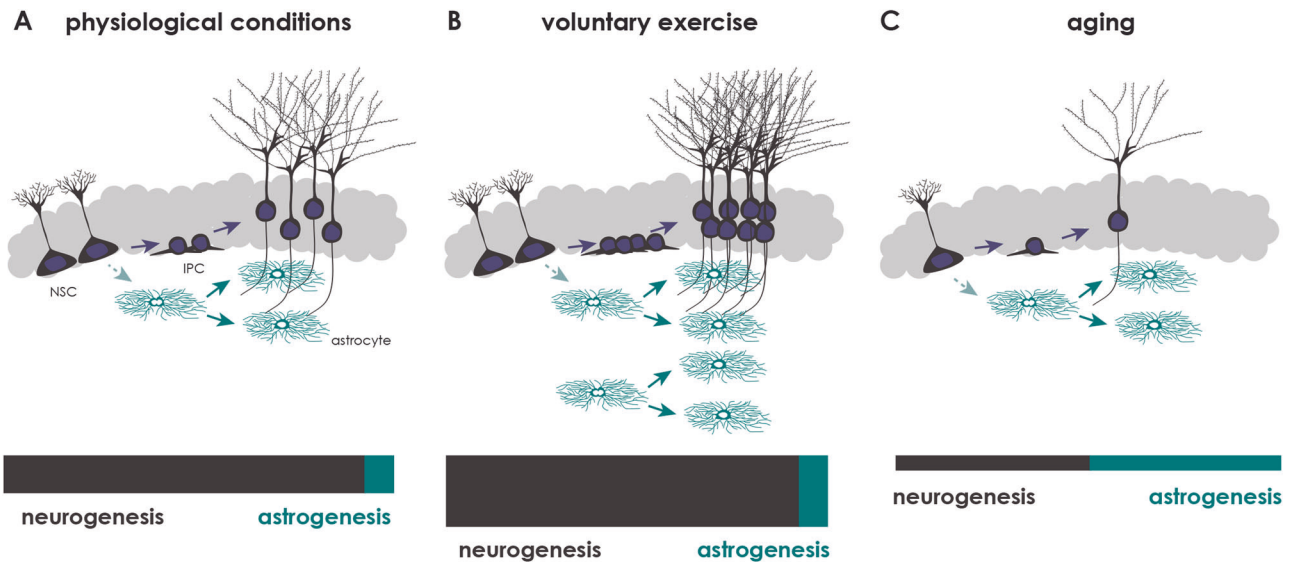 A physiological conditions
B voluntary exercise
C aging
NSC
IPC
astrocyte
neurogenesis astrogenesis
neurogenesis astrogenesis
neurogenesis astrogenesis